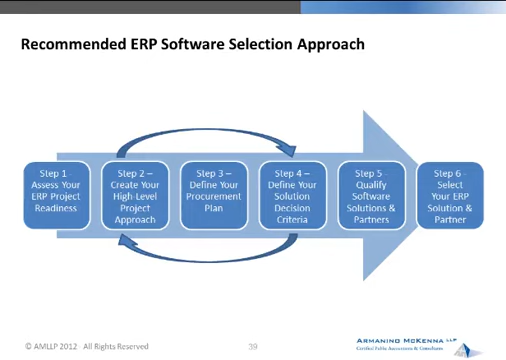 Recommended ERP Software Selection Approach
Step 1 -
Assess Your
ERP Project
Readiness
Step 2 –
Create Your
High-Level
Project
Approach
Step 3 –
Define Your
Procurement
Plan
Step 4 –
Define Your
Solution
Decision
Criteria
Step 5 -
Qualify
Software
Solutions &
Partners
Step 6 -
Select
Your ERP
Solution &
Partner
© AMLLP 2012 - All Rights Reserved
39
ARMANINO MCKENNA LLP
Certified Public Accountants & Consultants